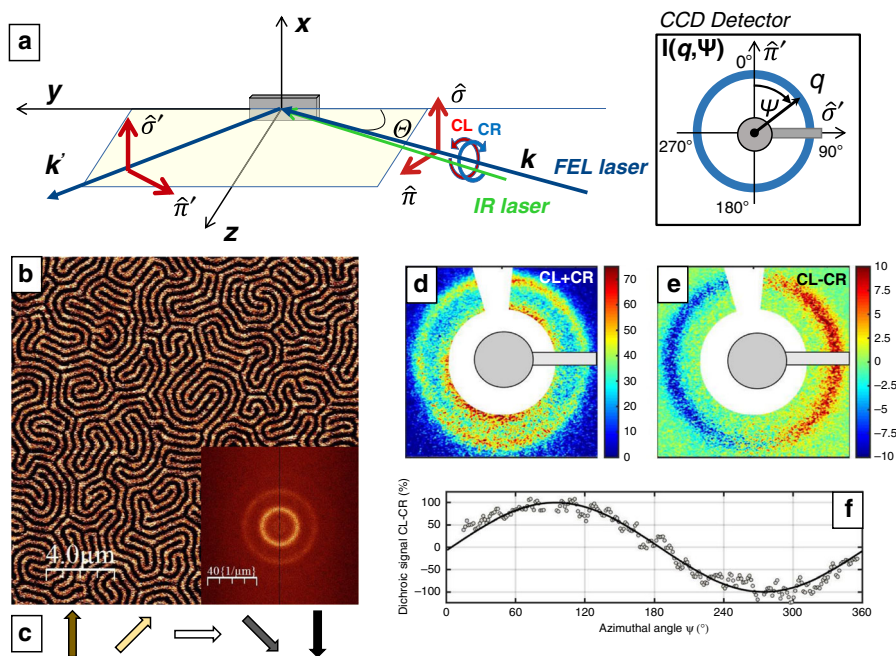 a
x
y
z
k'
k
σ̂'
π̂'
σ̂
π̂
Θ
CL
CR
FEL laser
IR laser
CCD Detector
I(q,Ψ)
0°
π̂'
q
Ψ
σ̂'
90°
270°
180°
b
4.0μm
40{1/μm}
c
d
CL+CR
70
60
50
40
30
20
10
0
e
CL-CR
10
7.5
5
2.5
0
-2.5
-5
-7.5
-10
f
Dichroic signal CL-CR (%)
100
50
0
-50
-100
0
60
120
180
240
300
360
Azimuthal angle ψ (°)